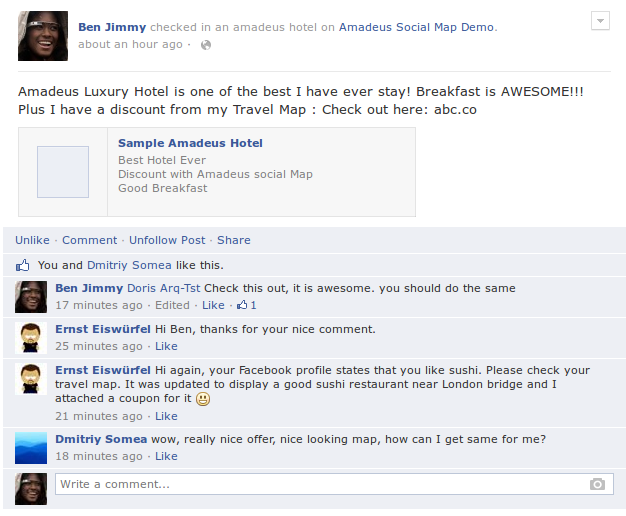 Ben Jimmy checked in an amadeus hotel on Amadeus Social Map Demo.
about an hour ago ·
Amadeus Luxury Hotel is one of the best I have ever stay! Breakfast is AWESOME!!!
Plus I have a discount from my Travel Map : Check out here: abc.co
Sample Amadeus Hotel
Best Hotel Ever
Discount with Amadeus social Map
Good Breakfast
Unlike · Comment · Unfollow Post · Share
You and Dmitriy Somea like this.
Ben Jimmy Doris Arq-Tst Check this out, it is awesome. you should do the same
17 minutes ago · Edited · Like · 1
Ernst Eiswürfel Hi Ben, thanks for your nice comment.
25 minutes ago · Like
Ernst Eiswürfel Hi again, your Facebook profile states that you like sushi. Please check your
travel map. It was updated to display a good sushi restaurant near London bridge and I
attached a coupon for it
21 minutes ago · Like
Dmitriy Somea wow, really nice offer, nice looking map, how can I get same for me?
18 minutes ago · Like
Write a comment...